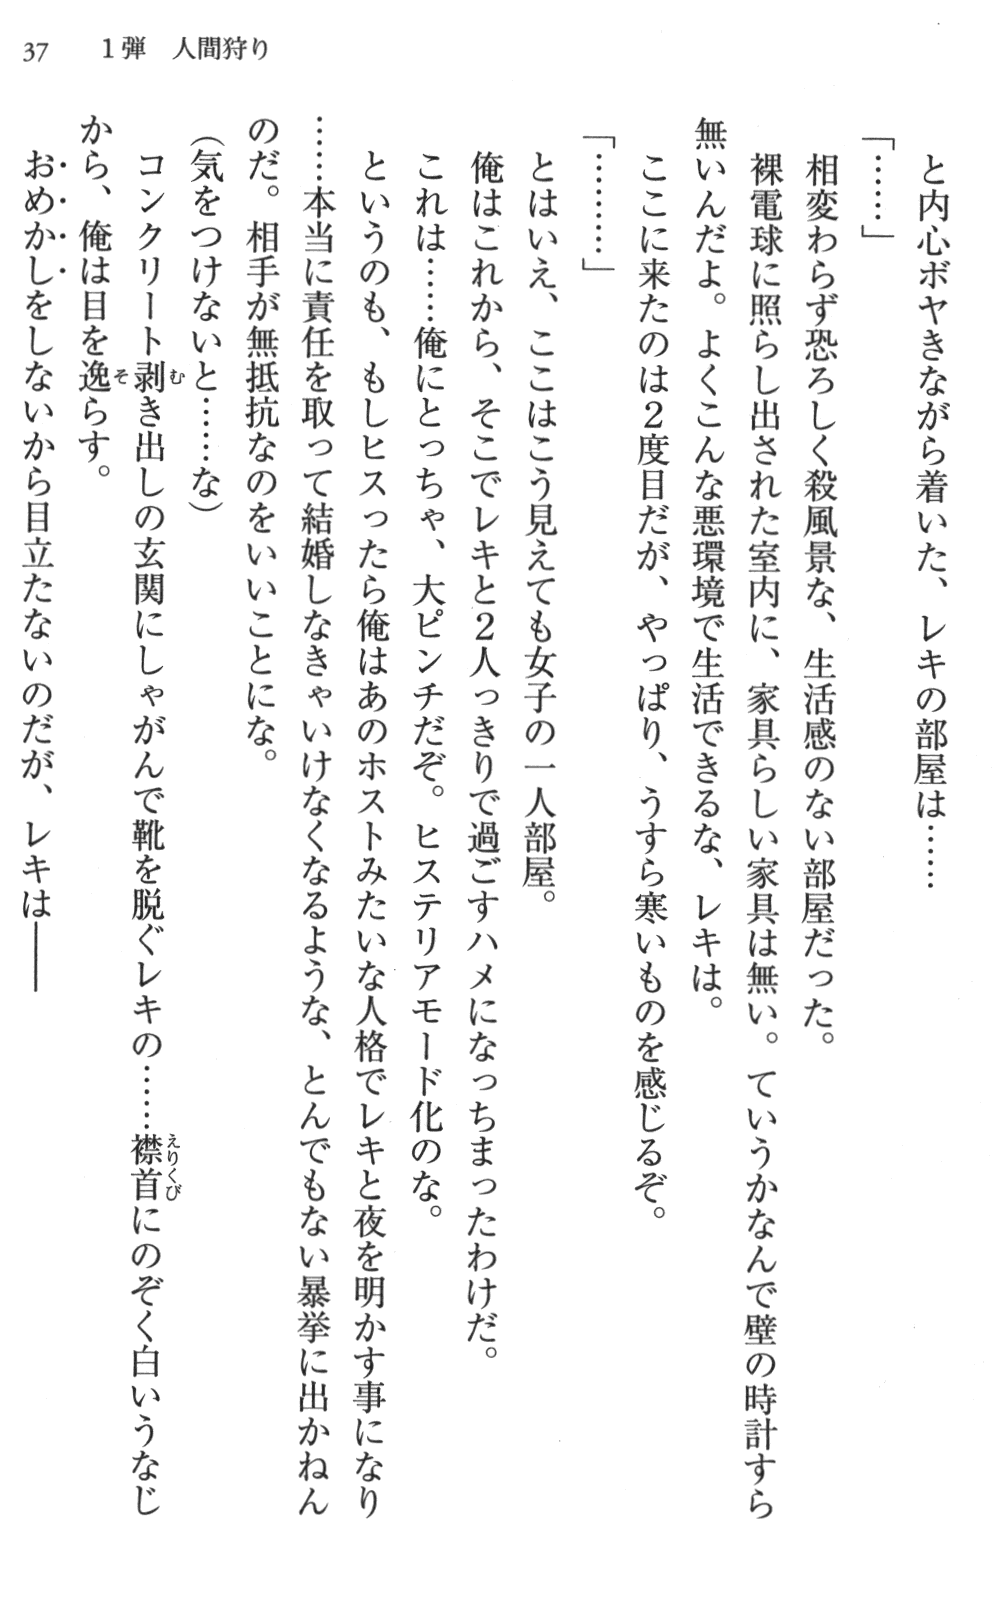 37　1弾　人間狩り
と内心ボヤきながら着いた、レキの部屋は……
「……」
相変わらず恐ろしく殺風景な、生活感のない部屋だった。
裸電球に照らし出された室内に、家具らしい家具は無い。ていうかなんで壁の時計すら
無いんだよ。よくこんな悪環境で生活できるな、レキは。
ここに来たのは2度目だが、やっぱり、うすら寒いものを感じるぞ。
「………」
とはいえ、ここはこう見えても女子の一人部屋。
俺はこれから、そこでレキと2人っきりで過ごすハメになっちまったわけだ。
これは……俺にとっちゃ、大ピンチだぞ。ヒステリアモード化のな。
というのも、もしヒスったら俺はあのホストみたいな人格でレキと夜を明かす事になり
……本当に責任を取って結婚しなきゃいけなくなるような、とんでもない暴挙に出かねん
のだ。相手が無抵抗なのをいいことにな。
(気をつけないと……な)
コンクリート剥き出しの玄関にしゃがんで靴を脱ぐレキの……襟首にのぞく白いうなじ
から、俺は目を逸らす。
おめかしをしないから目立たないのだが、レキは――